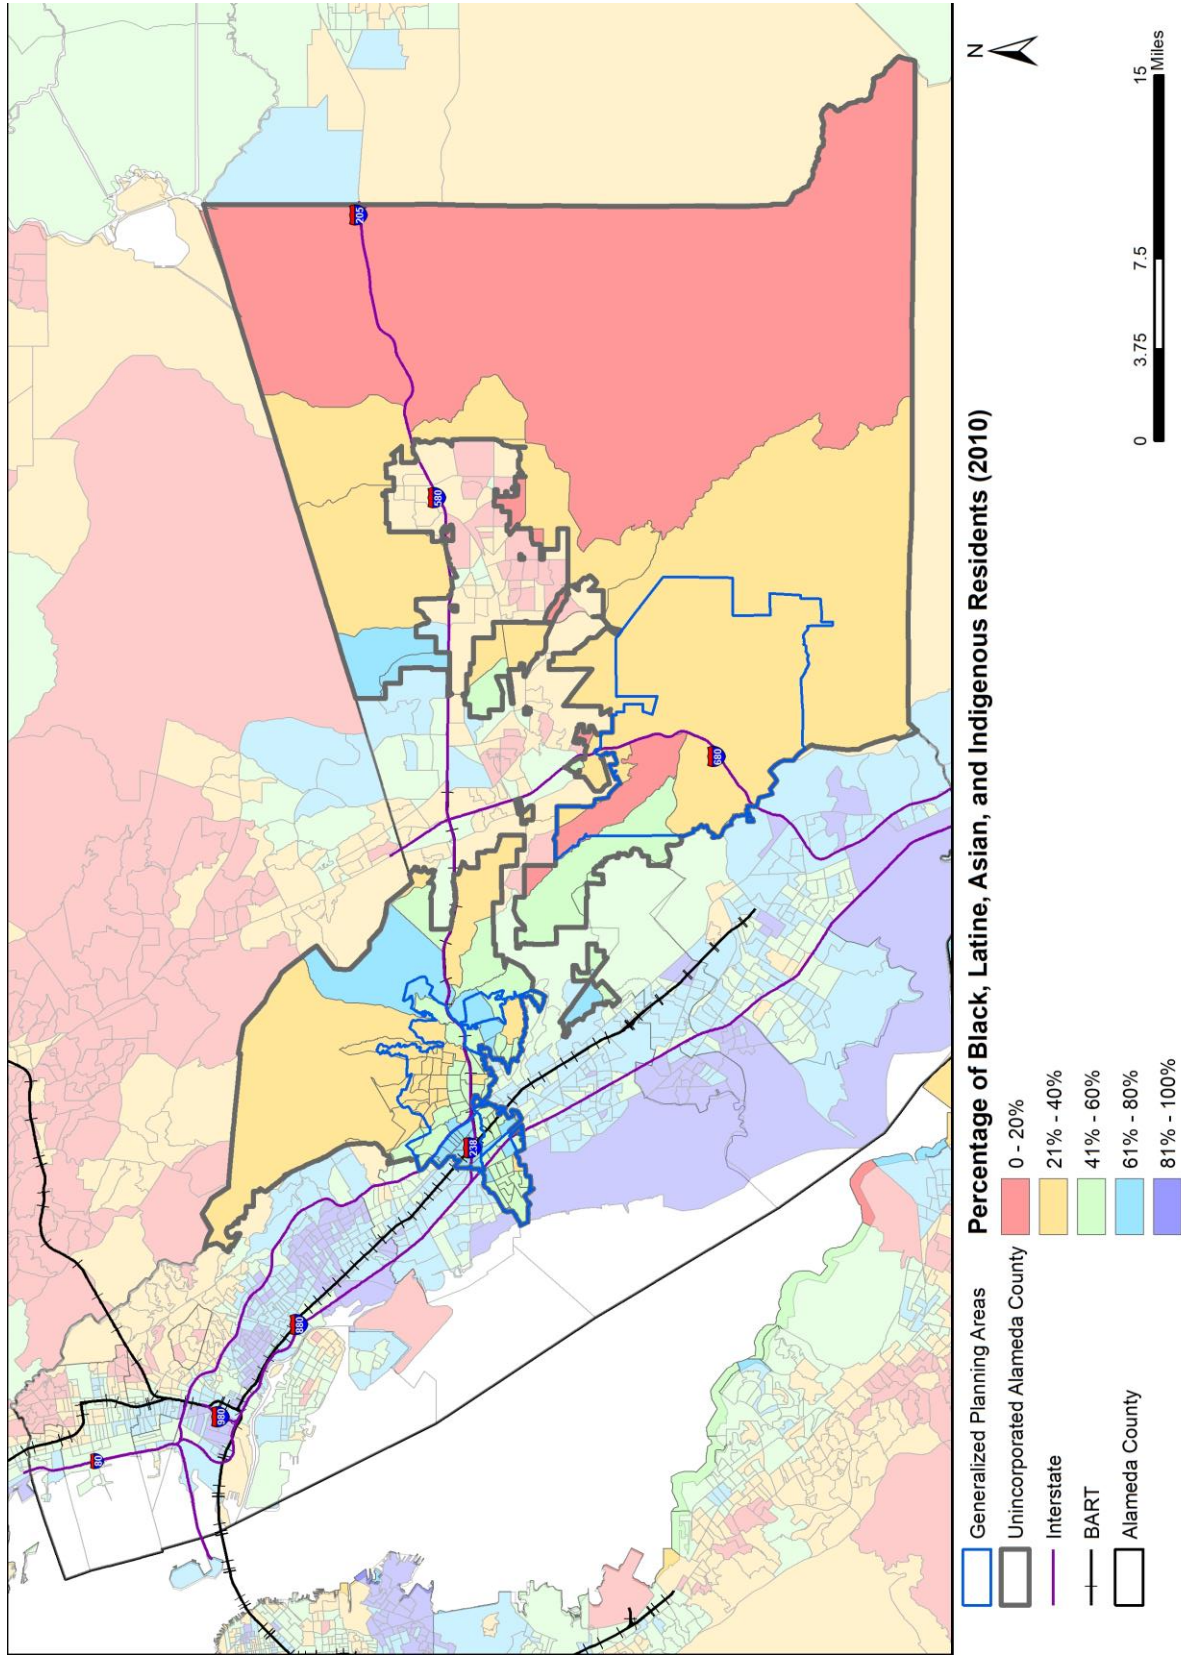 205
580
680
238
880
980
80
Generalized Planning Areas
Unincorporated Alameda County
Interstate
BART
Alameda County
Percentage of Black, Latine, Asian, and Indigenous Residents (2010)
0 - 20%
21% - 40%
41% - 60%
61% - 80%
81% - 100%
N
0 3.75 7.5 15
Miles